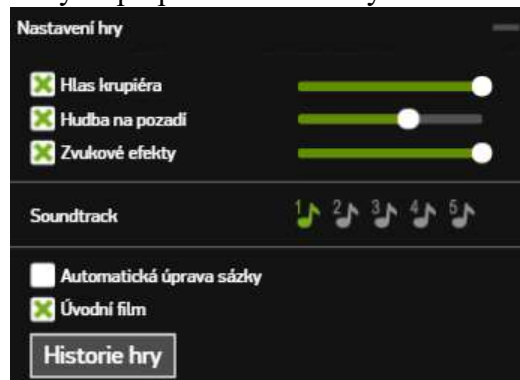 Nastavení hry
Hlas krupiéra
Hudba na pozadí
Zvukové efekty
Soundtrack 1 2 3 4 5
Automatická úprava sázky
Úvodní film
Historie hry